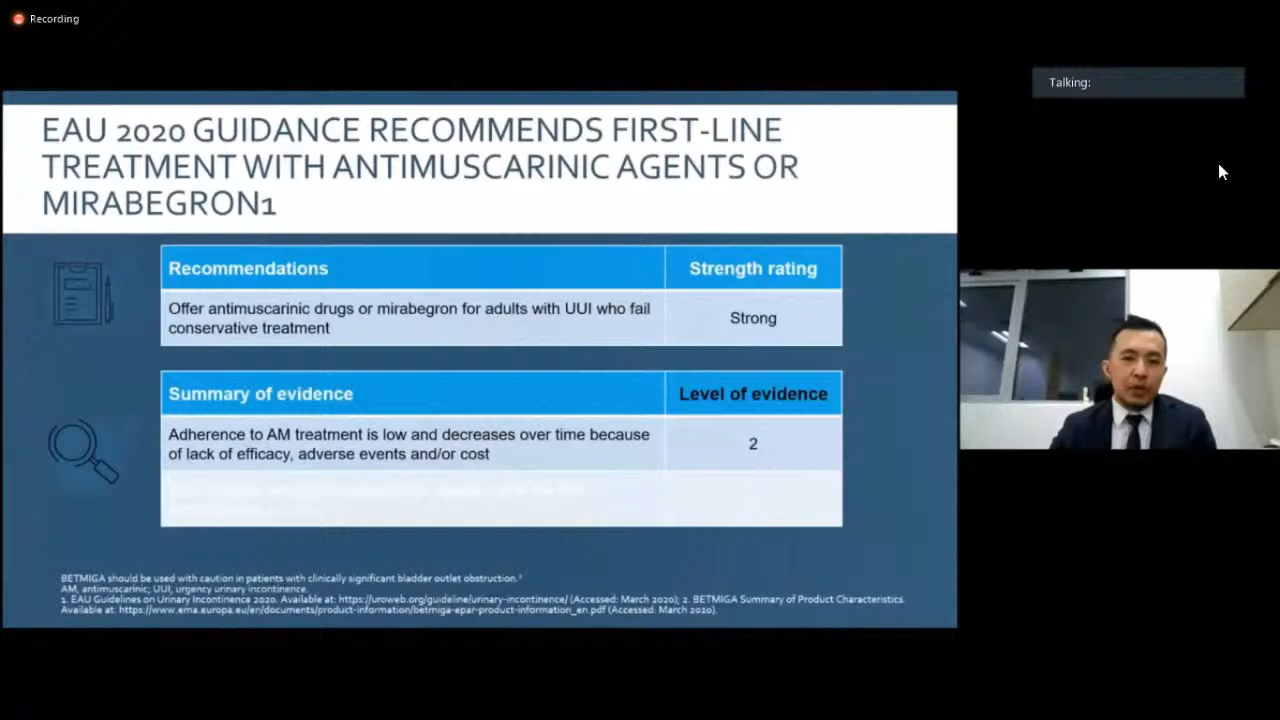 Recording
Talking:
EAU 2020 GUIDANCE RECOMMENDS FIRST-LINE
TREATMENT WITH ANTIMUSCARINIC AGENTS OR
MIRABEGRON1
Recommendations Strength rating
Offer antimuscarinic drugs or mirabegron for adults with UUI who fail
conservative treatment
Strong
Summary of evidence Level of evidence
Adherence to AM treatment is low and decreases over time because
of lack of efficacy, adverse events and/or cost
2
BETMIGA should be used with caution in patients with clinically significant bladder outlet obstruction.²
AM, antimuscarinic; UUI, urgency urinary incontinence.
1. EAU Guidelines on Urinary Incontinence 2020. Available at: https://uroweb.org/guideline/urinary-incontinence/ (Accessed: March 2020); 2. BETMIGA Summary of Product Characteristics.
Available at: https://www.ema.europa.eu/en/documents/product-information/betmiga-epar-product-information_en.pdf (Accessed: March 2020).